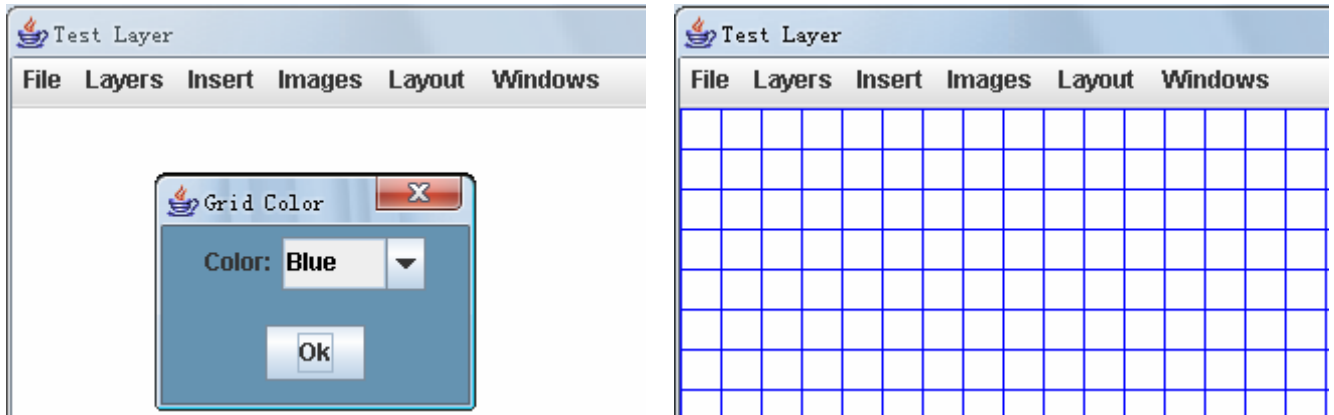 Test Layer
File Layers Insert Images Layout Windows
Grid Color
Color: Blue
Ok
Test Layer
File Layers Insert Images Layout Windows